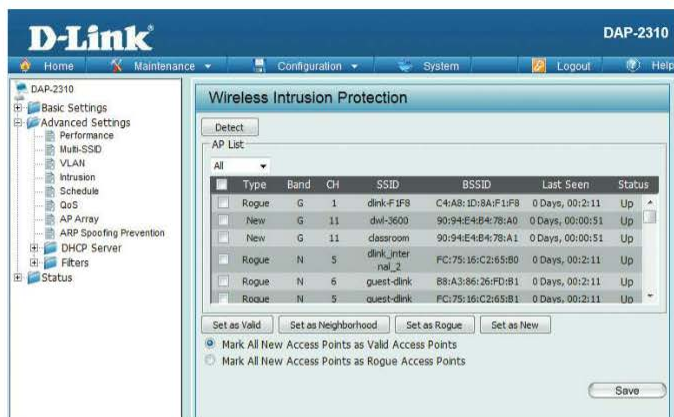 D-Link
DAP-2310
Home Maintenance Configuration System Logout Help
DAP-2310
Basic Settings
Advanced Settings
Performance
Multi-SSID
VLAN
Intrusion
Schedule
QoS
AP Array
ARP Spoofing Prevention
DHCP Server
Filters
Status
Wireless Intrusion Protection
Detect
AP List
All
Type Band CH SSID BSSID Last Seen Status
Rogue G 1 dlink-F1F8 C4:A8:1D:8A:F1:F8 0 Days, 00:2:11 Up
New G 11 dwl-3600 90:94:E4:B4:78:A0 0 Days, 00:00:51 Up
New G 11 classroom 90:94:E4:B4:78:A1 0 Days, 00:00:51 Up
Rogue N 5 dlink_inter
nal_2 FC:75:16:C2:65:B0 0 Days, 00:2:11 Up
Rogue N 6 guest-dlink B8:A3:86:26:FD:B1 0 Days, 00:2:11 Up
Rogue N 5 guest-dlink FC:75:16:C2:65:B1 0 Days, 00:2:11 Up
Set as Valid Set as Neighborhood Set as Rogue Set as New
Mark All New Access Points as Valid Access Points
Mark All New Access Points as Rogue Access Points
Save